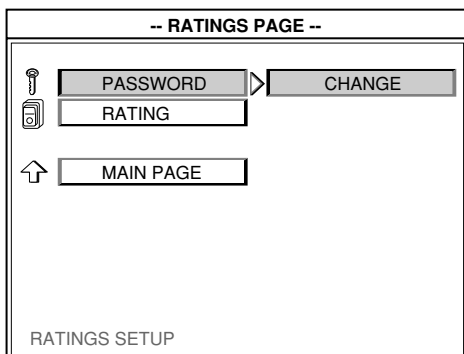 -- RATINGS PAGE --
PASSWORD CHANGE
RATING
MAIN PAGE
RATINGS SETUP